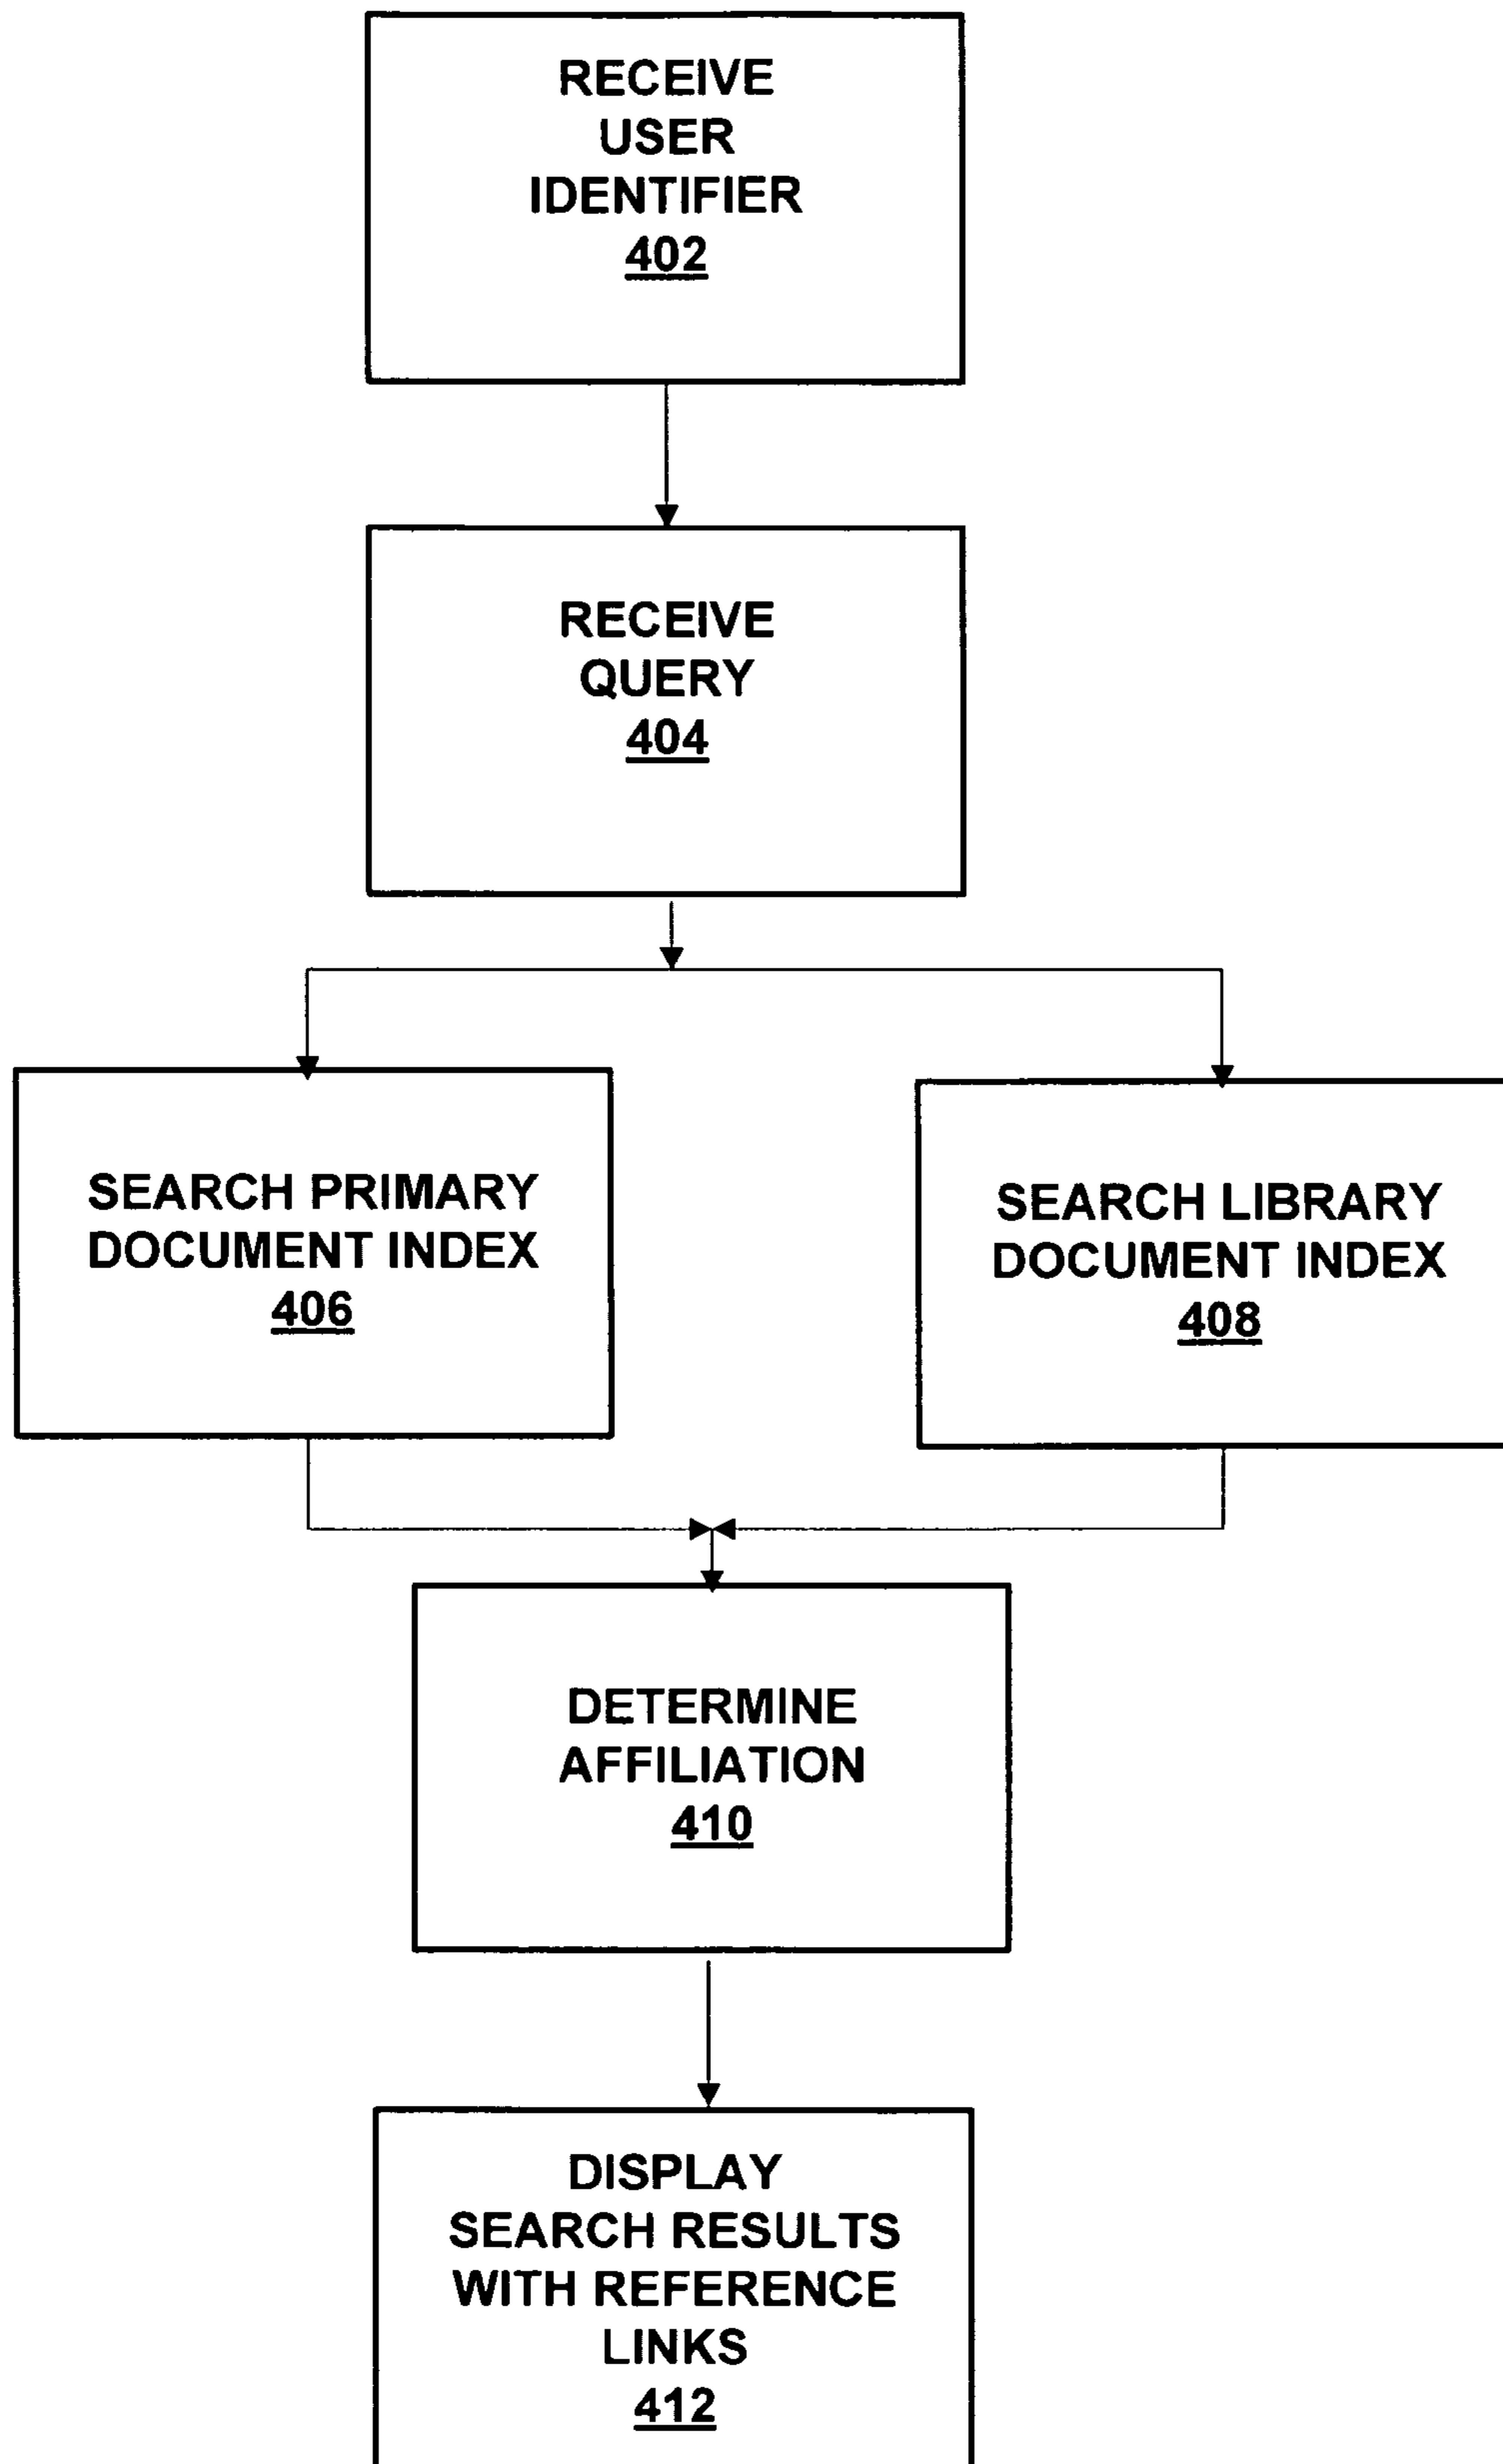 RECEIVE
USER
IDENTIFIER
402
RECEIVE
QUERY
404
SEARCH PRIMARY
DOCUMENT INDEX
406
SEARCH LIBRARY
DOCUMENT INDEX
408
DETERMINE
AFFILIATION
410
DISPLAY
SEARCH RESULTS
WITH REFERENCE
LINKS
412